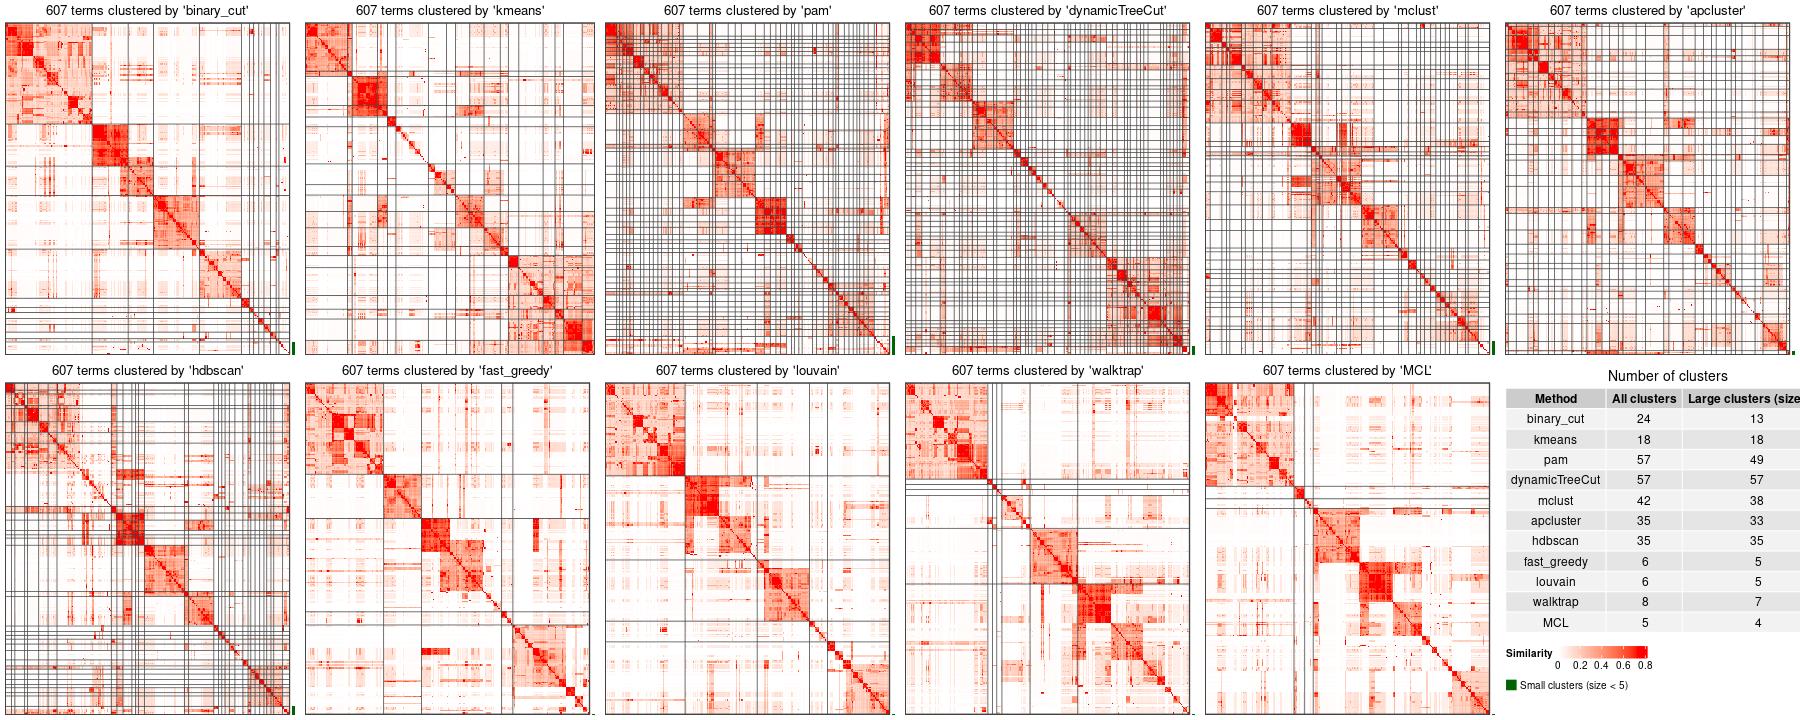 607 terms clustered by 'binary_cut'
607 terms clustered by 'kmeans'
607 terms clustered by 'pam'
607 terms clustered by 'dynamicTreeCut'
607 terms clustered by 'mclust'
607 terms clustered by 'apcluster'
607 terms clustered by 'hdbscan'
607 terms clustered by 'fast_greedy'
607 terms clustered by 'louvain'
607 terms clustered by 'walktrap'
607 terms clustered by 'MCL'
Number of clusters
Method All clusters Large clusters (size
binary_cut 24 13
kmeans 18 18
pam 57 49
dynamicTreeCut 57 57
mclust 42 38
apcluster 35 33
hdbscan 35 35
fast_greedy 6 5
louvain 6 5
walktrap 8 7
MCL 5 4
Similarity
0 0.2 0.4 0.6 0.8
Small clusters (size < 5)